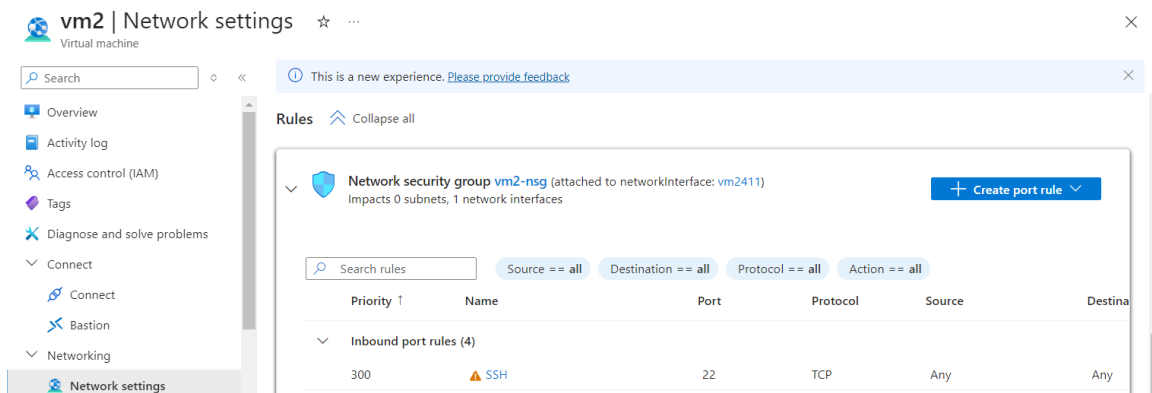 vm2 | Network settings
Virtual machine
Search
Overview
Activity log
Access control (IAM)
Tags
Diagnose and solve problems
Connect
Connect
Bastion
Networking
Network settings
This is a new experience. Please provide feedback
Rules Collapse all
Network security group vm2-nsg (attached to networkInterface: vm2411)
Impacts 0 subnets, 1 network interfaces
Create port rule
Search rules Source == all Destination == all Protocol == all Action == all
Priority ↑ Name Port Protocol Source Destina
Inbound port rules (4)
300 SSH 22 TCP Any Any